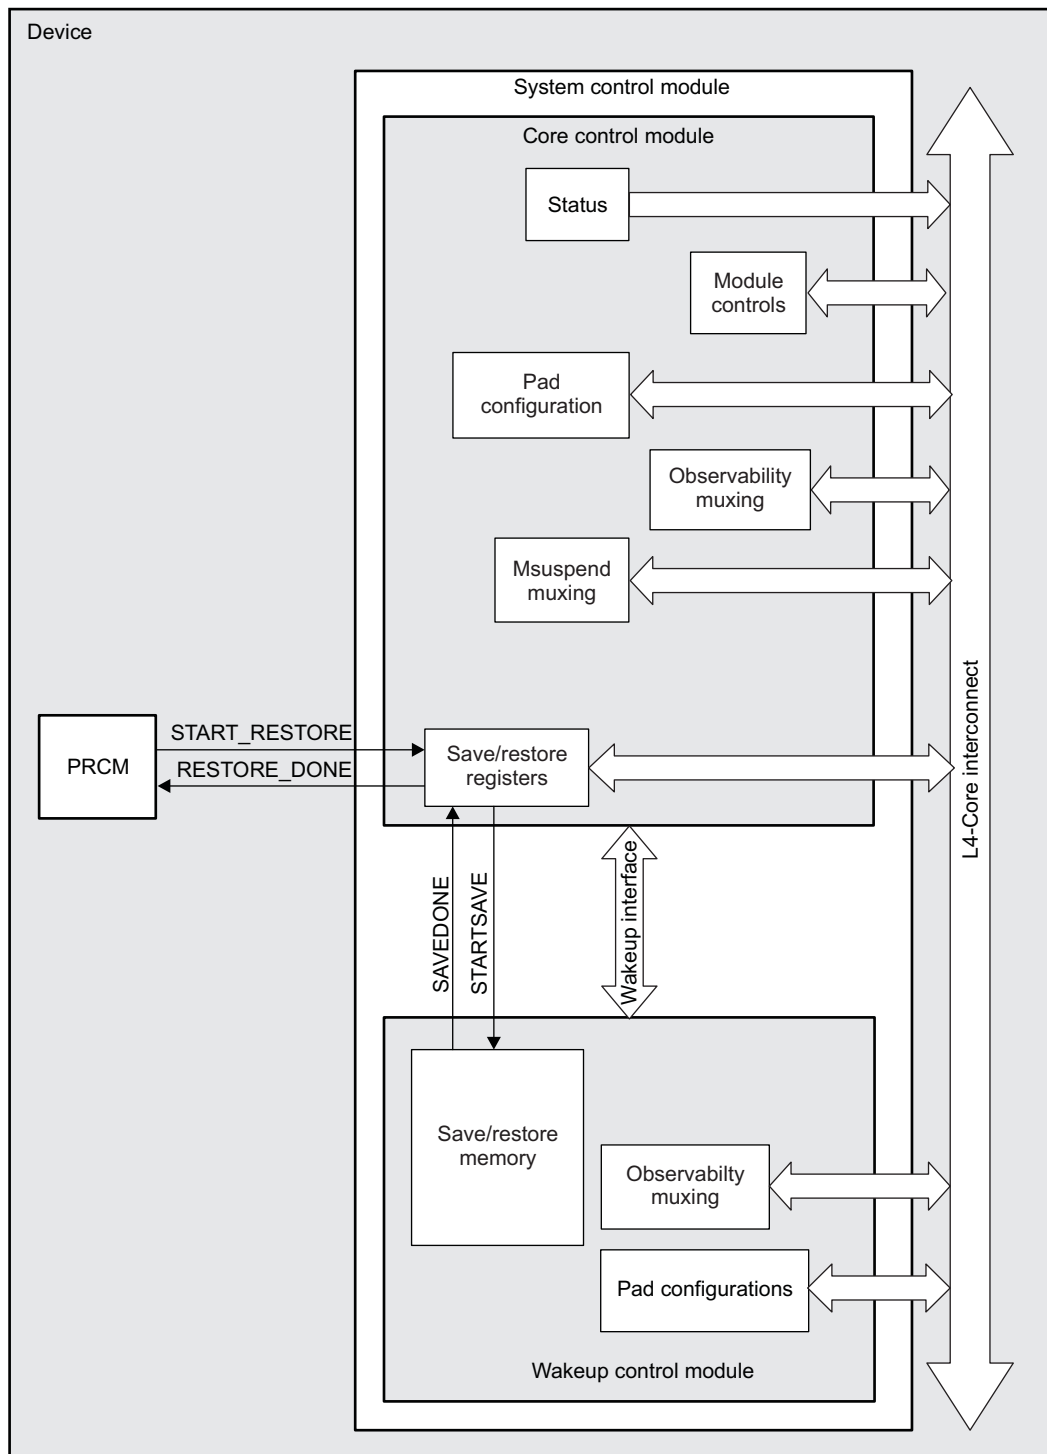 Device
System control module
Core control module
Status
Module
controls
Pad
configuration
Observability
muxing
Msuspend
muxing
START_RESTORE
RESTORE_DONE
PRCM
Save/restore
registers
L4-Core interconnect
SAVEDONE
STARTSAVE
Wakeup interface
Save/restore
memory
Observabilty
muxing
Pad configurations
Wakeup control module